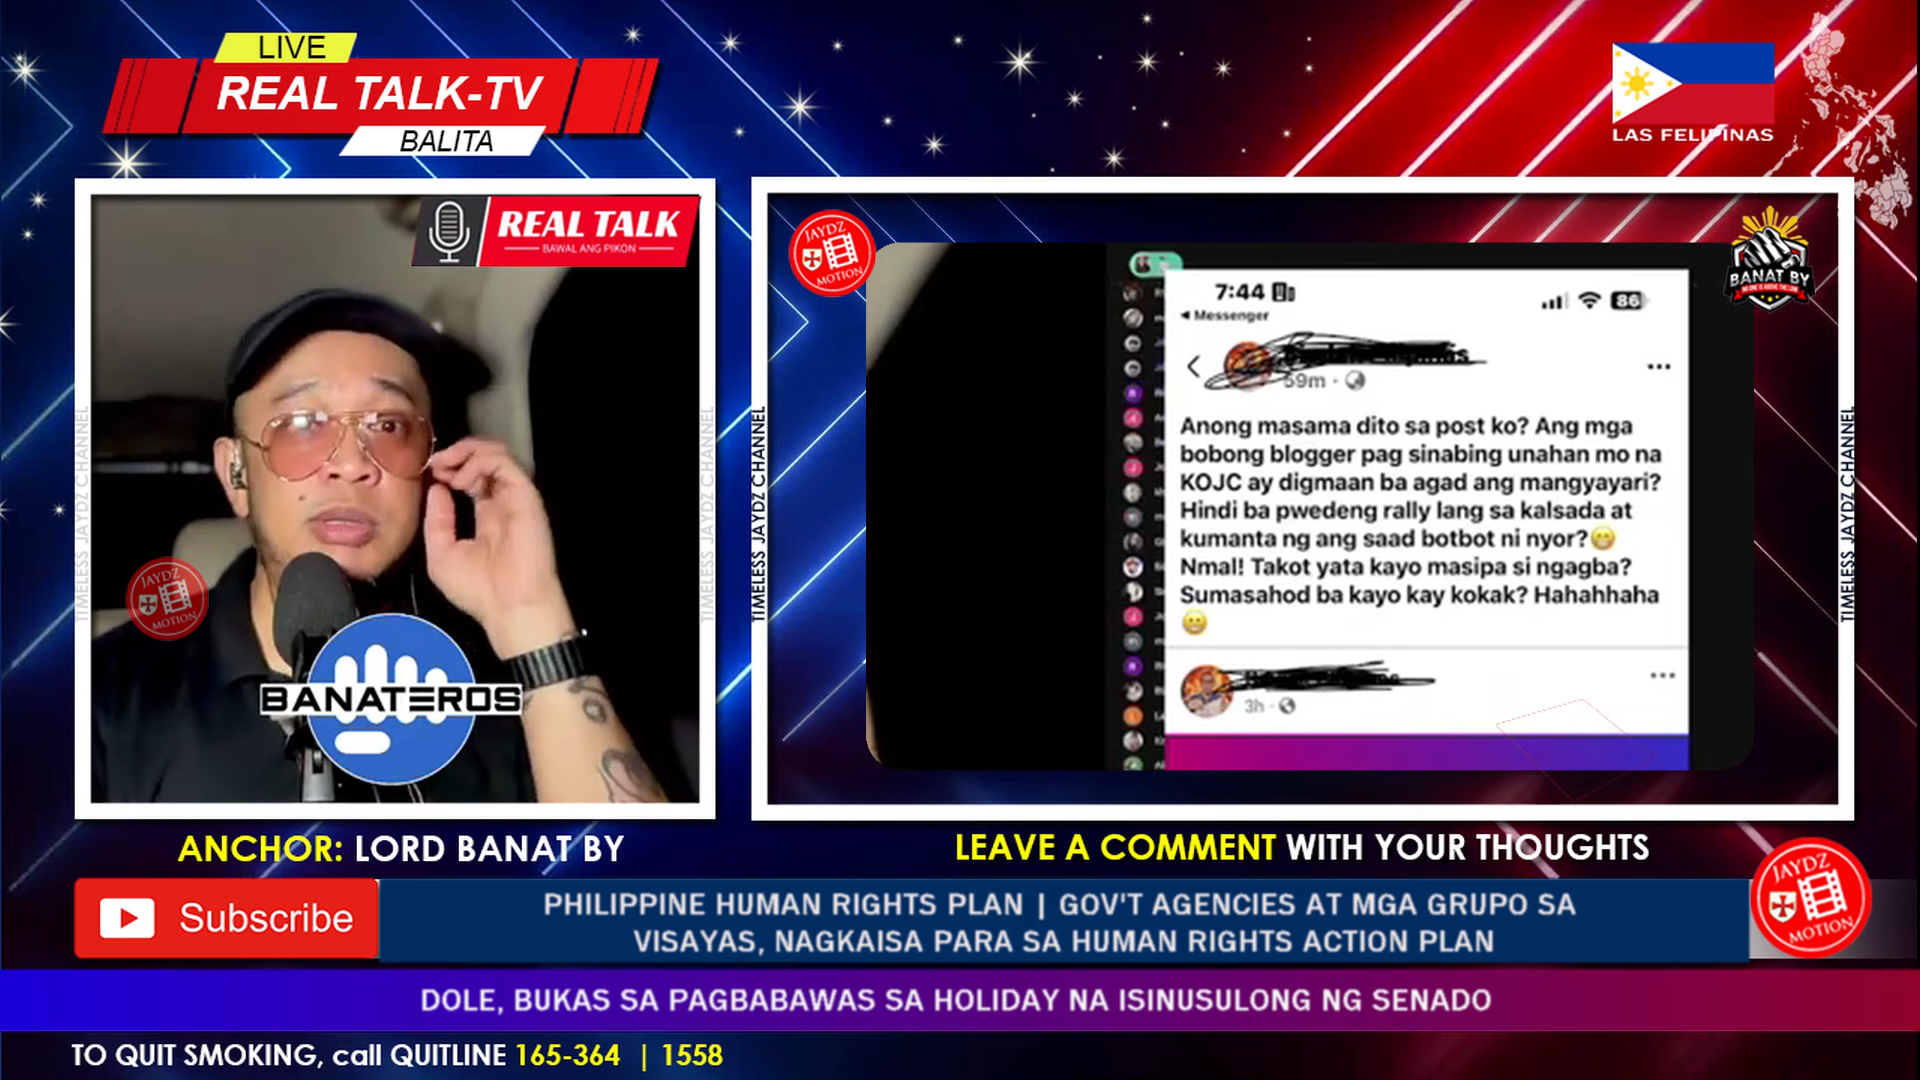 LIVE
REAL TALK-TV
BALITA
LAS FELIPINAS
REAL TALK
BAWAL ANG PIKON
JAYDZ
MOTION
BANATEROS
TIMELESS JAYDZ CHANNEL
TIMELESS JAYDZ CHANNEL
JAYDZ
MOTION
BANAT BY
NO ONE IS ABOVE THE LAW
7:44
86
Messenger
59m
Anong masama dito sa post ko? Ang mga
bobong blogger pag sinabing unahan mo na
KOJC ay digmaan ba agad ang mangyayari?
Hindi ba pwedeng rally lang sa kalsada at
kumanta ng ang saad botbot ni nyor?😁
Nmal! Takot yata kayo masipa si ngagba?
Sumasahod ba kayo kay kokak? Hahahhaha
😁
3h
TIMELESS JAYDZ CHANNEL
TIMELESS JAYDZ CHANNEL
ANCHOR: LORD BANAT BY
LEAVE A COMMENT WITH YOUR THOUGHTS
Subscribe
PHILIPPINE HUMAN RIGHTS PLAN | GOV'T AGENCIES AT MGA GRUPO SA
VISAYAS, NAGKAISA PARA SA HUMAN RIGHTS ACTION PLAN
JAYDZ
MOTION
DOLE, BUKAS SA PAGBABAWAS SA HOLIDAY NA ISINUSULONG NG SENADO
TO QUIT SMOKING, call QUITLINE 165-364 | 1558